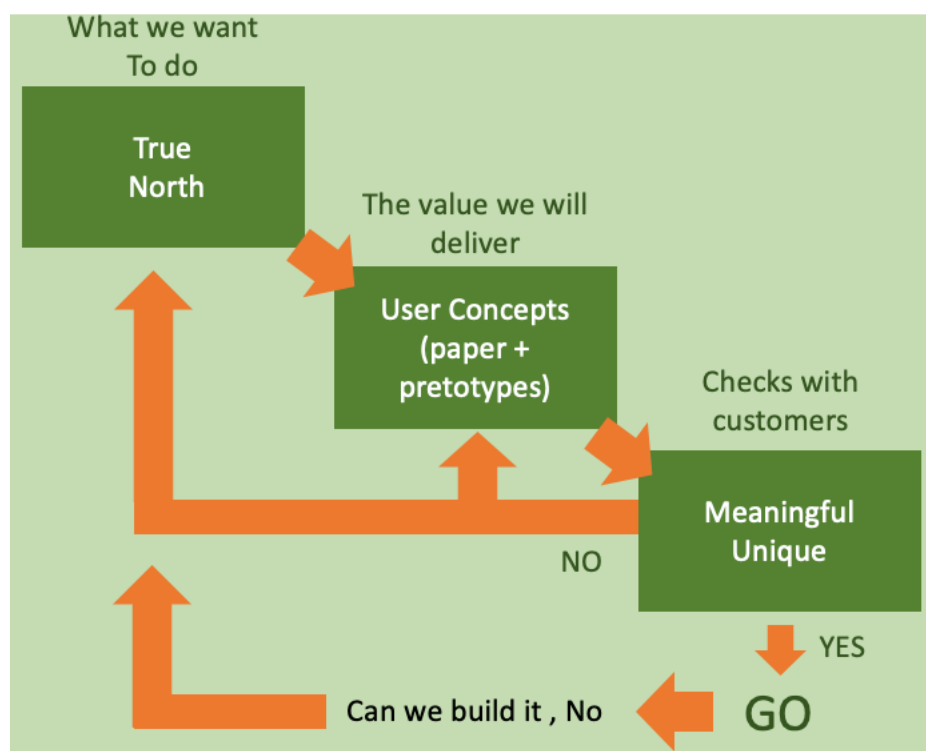 What we want
To do
True
North
The value we will
deliver
User Concepts
(paper +
pretotypes)
Checks with
customers
Meaningful
Unique
NO
YES
GO
Can we build it , No